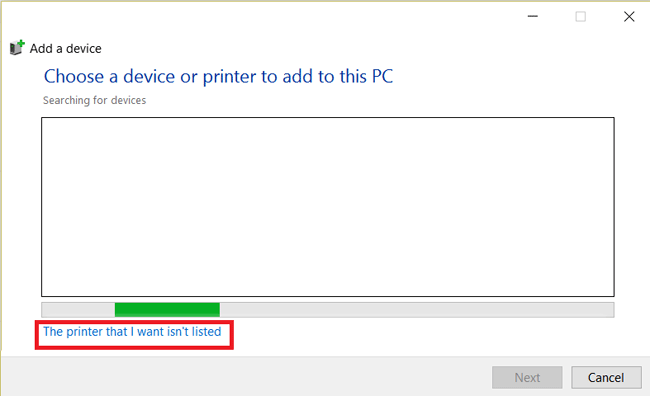 Add a device
Choose a device or printer to add to this PC
Searching for devices
The printer that I want isn't listed
Next
Cancel